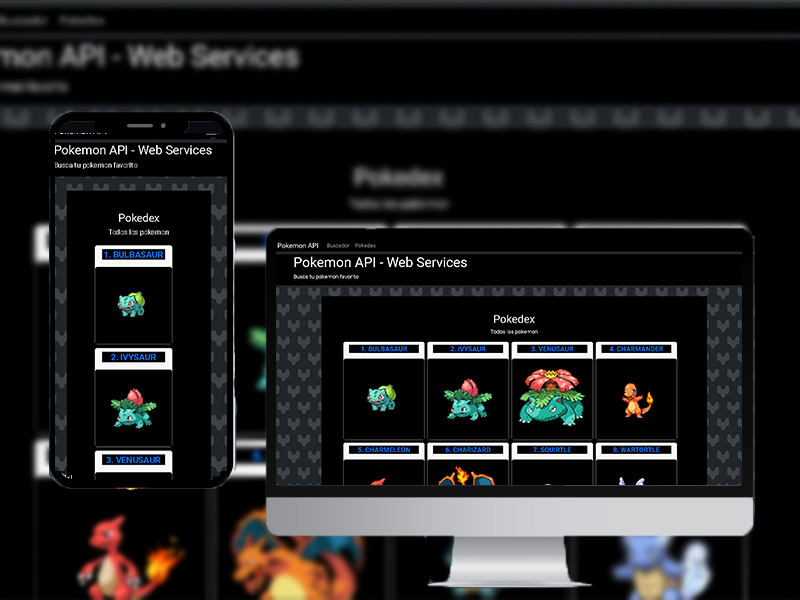 Buscador Pokedex
mon API - Web Services
Pokedex
Todos los pokemon
Pokemon API - Web Services
Busca tu pokemon favorito
Pokedex
Todos los pokemon
1. BULBASAUR
2. IVYSAUR
3. VENUSAUR
Pokemon API Buscador Pokedex
Pokemon API - Web Services
Busca tu pokemon favorito
Pokedex
Todos los pokemon
1. BULBASAUR 2. IVYSAUR 3. VENUSAUR 4. CHARMANDER
5. CHARMELEON 6. CHARIZARD 7. SQUIRTLE 8. WARTORTLE